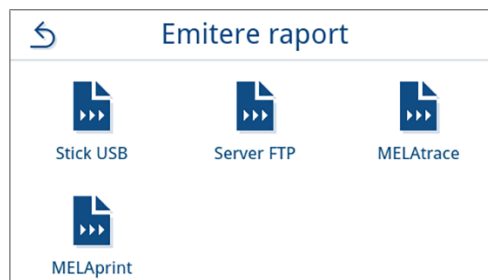 Emitere raport
Stick USB
Server FTP
MELAtrace
MELAprint